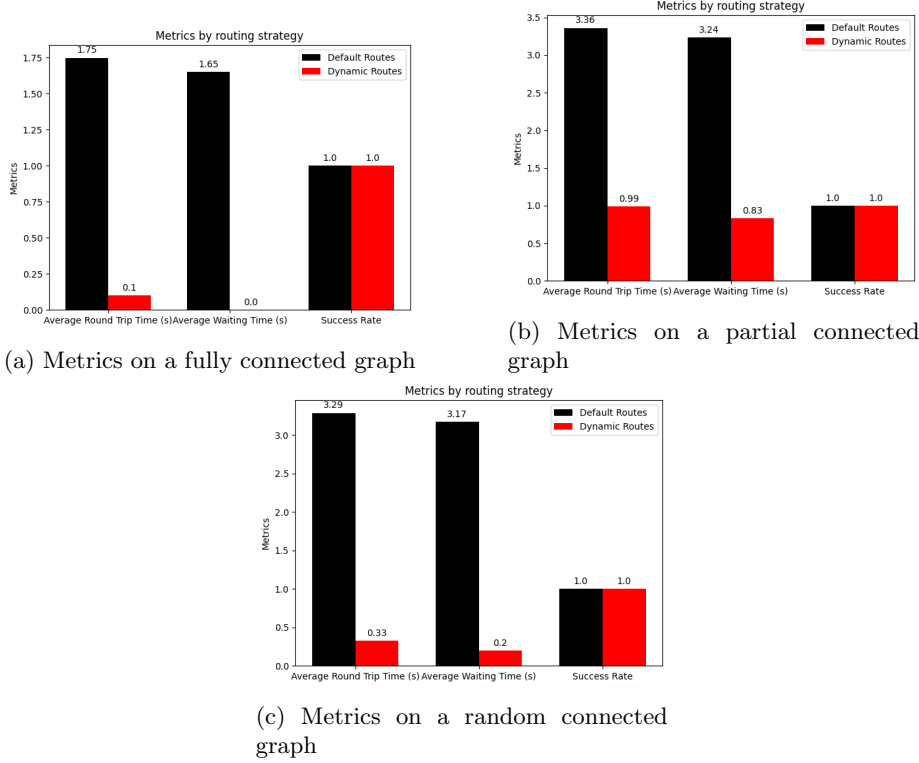 Metrics by routing strategy
Metrics
1.75
1.50
1.25
1.00
0.75
0.50
0.25
0.00
1.75
0.1
1.65
0.0
1.0
1.0
Default Routes
Dynamic Routes
Average Round Trip Time (s)
Average Waiting Time (s)
Success Rate
(a) Metrics on a fully connected graph
Metrics by routing strategy
Metrics
3.5
3.0
2.5
2.0
1.5
1.0
0.5
0.0
3.36
0.99
3.24
0.83
1.0
1.0
Default Routes
Dynamic Routes
Average Round Trip Time (s)
Average Waiting Time (s)
Success Rate
(b) Metrics on a partial connected
graph
Metrics by routing strategy
Metrics
3.0
2.5
2.0
1.5
1.0
0.5
0.0
3.29
0.33
3.17
0.2
1.0
1.0
Default Routes
Dynamic Routes
Average Round Trip Time (s)
Average Waiting Time (s)
Success Rate
(c) Metrics on a random connected
graph